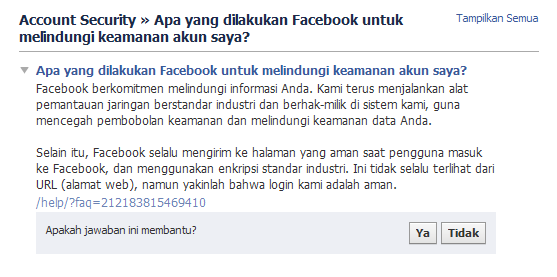 Account Security » Apa yang dilakukan Facebook untuk
melindungi keamanan akun saya?
Tampilkan Semua
Apa yang dilakukan Facebook untuk melindungi keamanan akun saya?
Facebook berkomitmen melindungi informasi Anda. Kami terus menjalankan alat
pemantauan jaringan berstandar industri dan berhak-milik di sistem kami, guna
mencegah pembobolan keamanan dan melindungi keamanan data Anda.
Selain itu, Facebook selalu mengirim ke halaman yang aman saat pengguna masuk
ke Facebook, dan menggunakan enkripsi standar industri. Ini tidak selalu terlihat dari
URL (alamat web), namun yakinlah bahwa login kami adalah aman.
/help/?faq=212183815469410
Apakah jawaban ini membantu?
Ya
Tidak